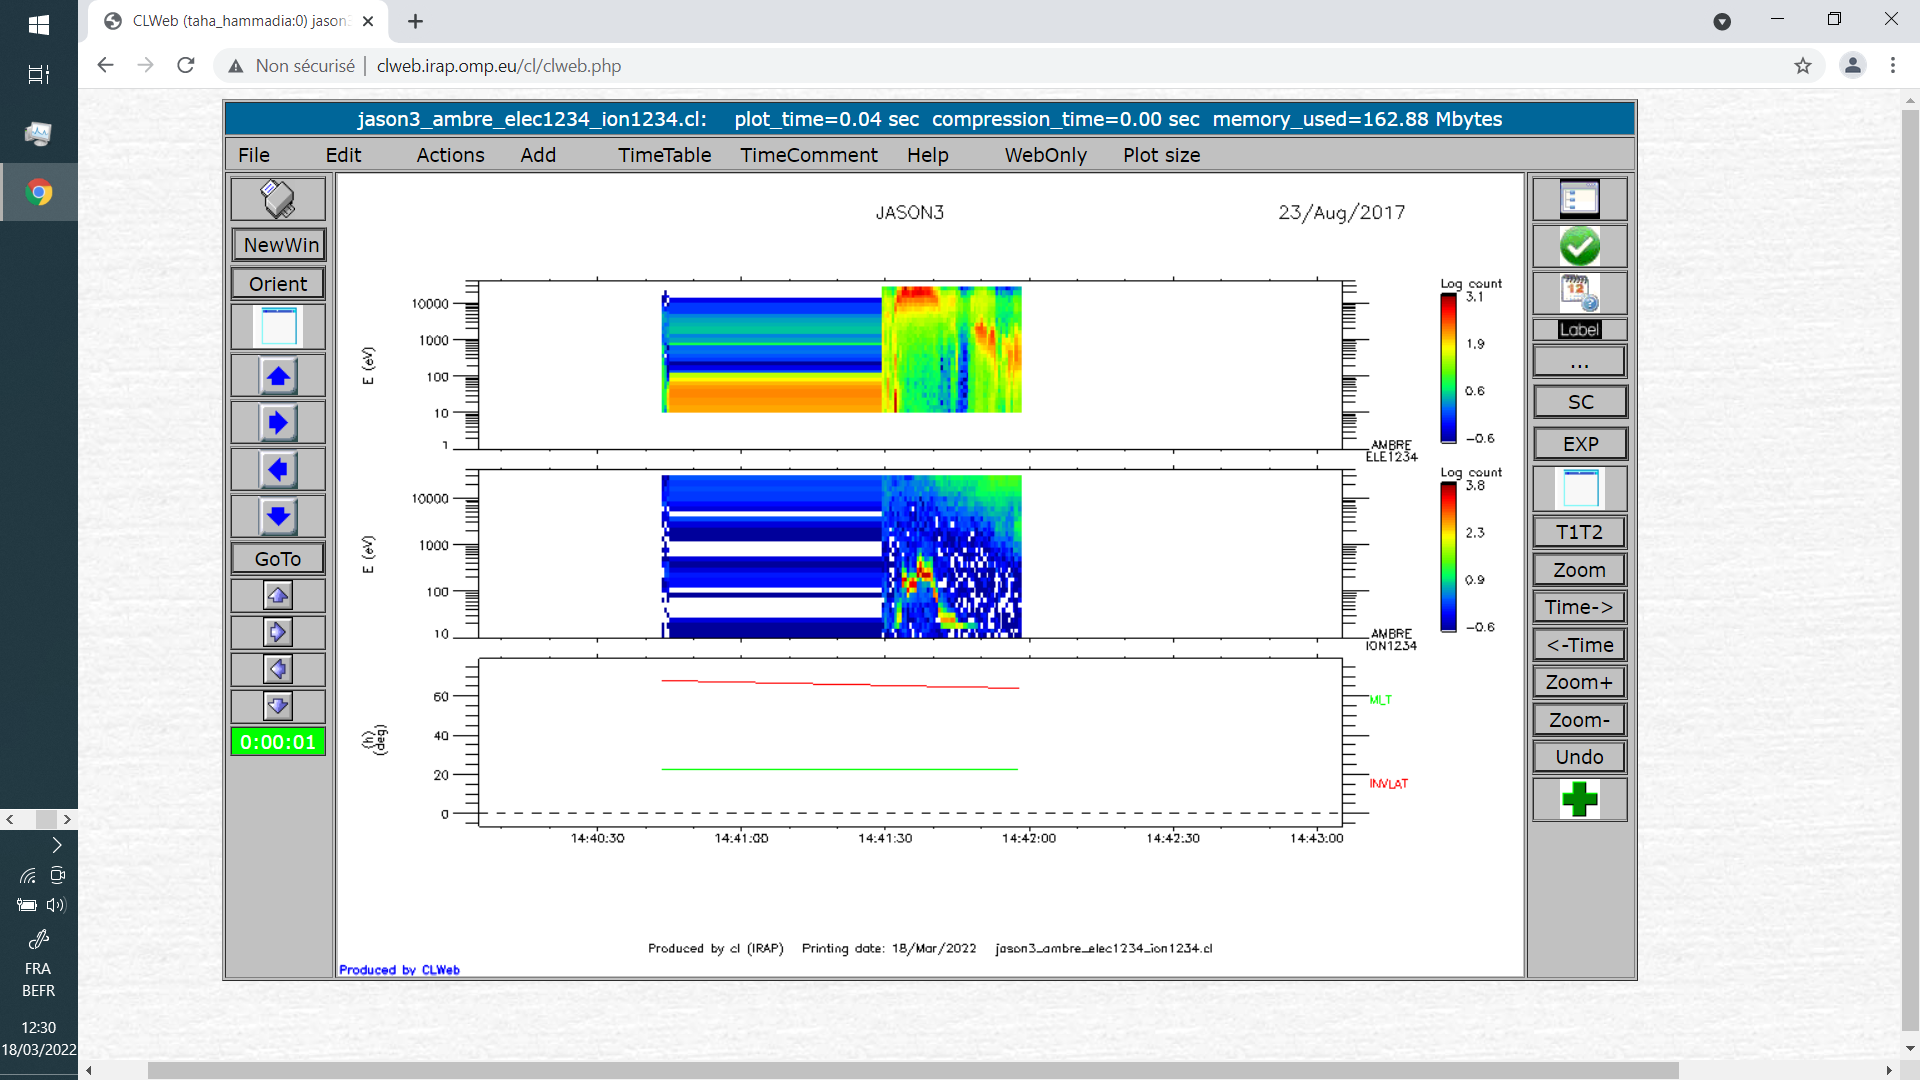 CLWeb (taha_hammadia:0) jason3
Non sécurisé | clweb.irap.omp.eu/cl/clweb.php
jason3_ambre_elec1234_ion1234.cl: plot_time=0.04 sec compression_time=0.00 sec memory_used=162.88 Mbytes
File Edit Actions Add TimeTable TimeComment Help WebOnly Plot size
NewWin
Orient
GoTo
0:00:01
JASON3 23/Aug/2017
E (eV)
10000
1000
100
10
1
Log count
3.1
1.9
0.6
-0.6
AMBRE
ELE1234
E (eV)
10000
1000
100
10
Log count
3.8
2.3
0.9
-0.6
AMBRE
ION1234
(h)
(deg)
60
40
20
0
MLT
INVLAT
14:40:30 14:41:00 14:41:30 14:42:00 14:42:30 14:43:00
Produced by cl (IRAP) Printing date: 18/Mar/2022 jason3_ambre_elec1234_ion1234.cl
Produced by CLWeb
12
Label
...
SC
EXP
T1T2
Zoom
Time->
<-Time
Zoom+
Zoom-
Undo
FRA
BEFR
12:30
18/03/2022